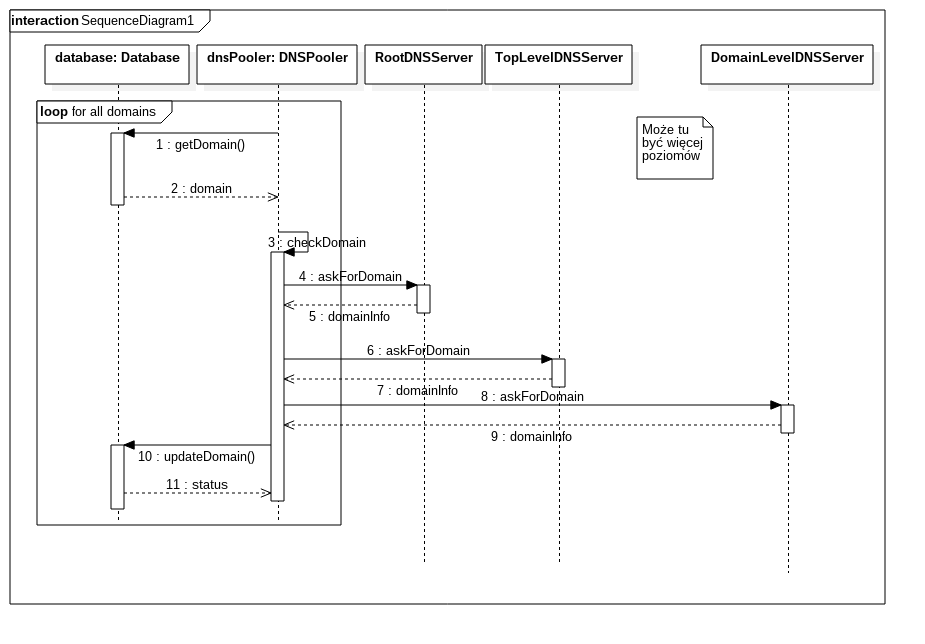 interaction SequenceDiagram1
database: Database
dnsPooler: DNSPooler
RootDNSServer
TopLevelDNSServer
DomainLevelDNSServer
loop for all domains
Może tu
być więcej
poziomów
1 : getDomain()
2 : domain
3 : checkDomain
4 : askForDomain
5 : domainInfo
6 : askForDomain
7 : domainInfo
8 : askForDomain
9 : domainInfo
10 : updateDomain()
11 : status